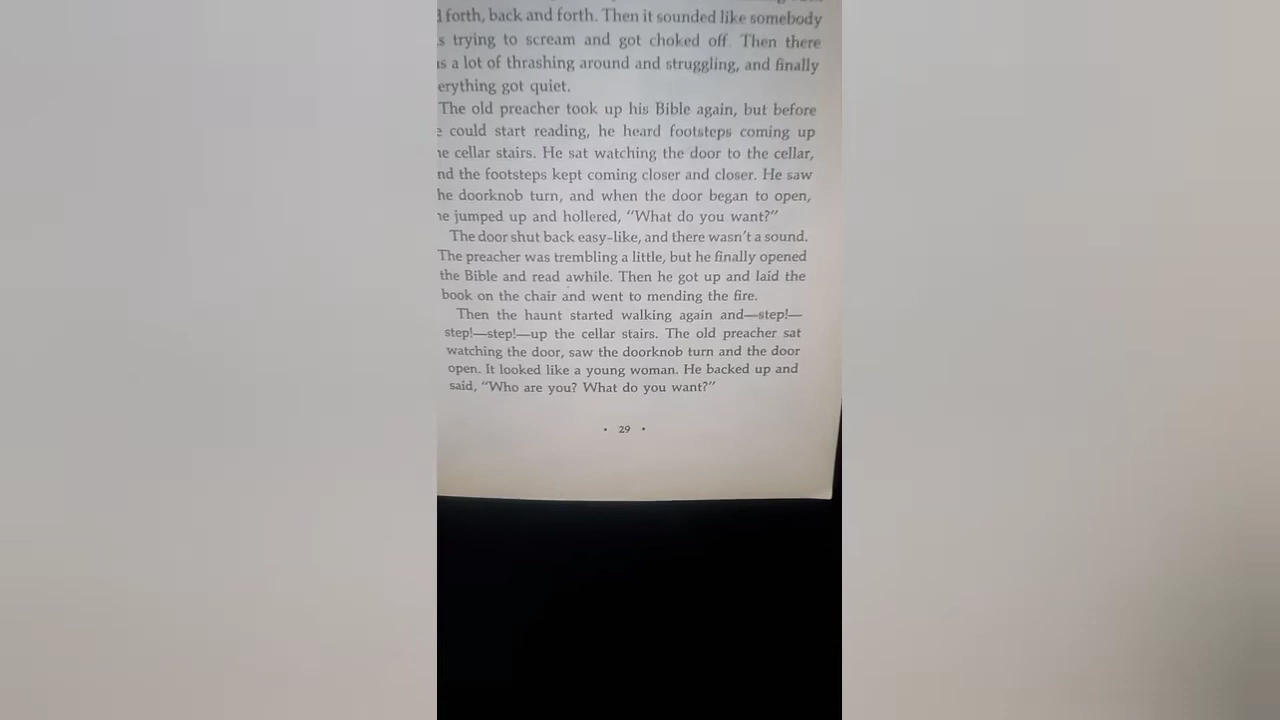 forth, back and forth. Then it sounded like somebody
trying to scream and got choked off. Then there
a lot of thrashing around and struggling, and finally
erything got quiet.
The old preacher took up his Bible again, but before
could start reading, he heard footsteps coming up
cellar stairs. He sat watching the door to the cellar,
nd the footsteps kept coming closer and closer. He saw
he doorknob turn, and when the door began to open,
jumped up and hollered, "What do you want?"
The door shut back easy-like, and there wasn't a sound.
The preacher was trembling a little, but he finally opened
the Bible and read awhile. Then he got up and laid the
book on the chair and went to mending the fire.
Then the haunt started walking again and—step!—
step!—step!—up the cellar stairs. The old preacher sat
watching the door, saw the doorknob turn and the door
open. It looked like a young woman. He backed up and
said, "Who are you? What do you want?"
• 29 •